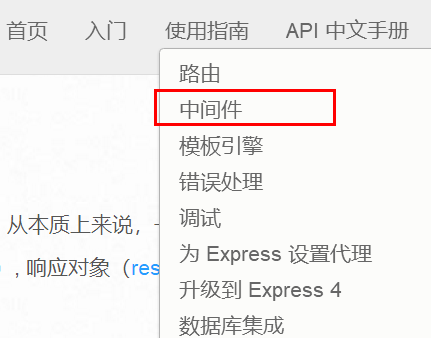 首页 入门 使用指南 API 中文手册
路由
中间件
模板引擎
错误处理
调试
为 Express 设置代理
升级到 Express 4
数据库集成
从本质上来说，
，响应对象（res